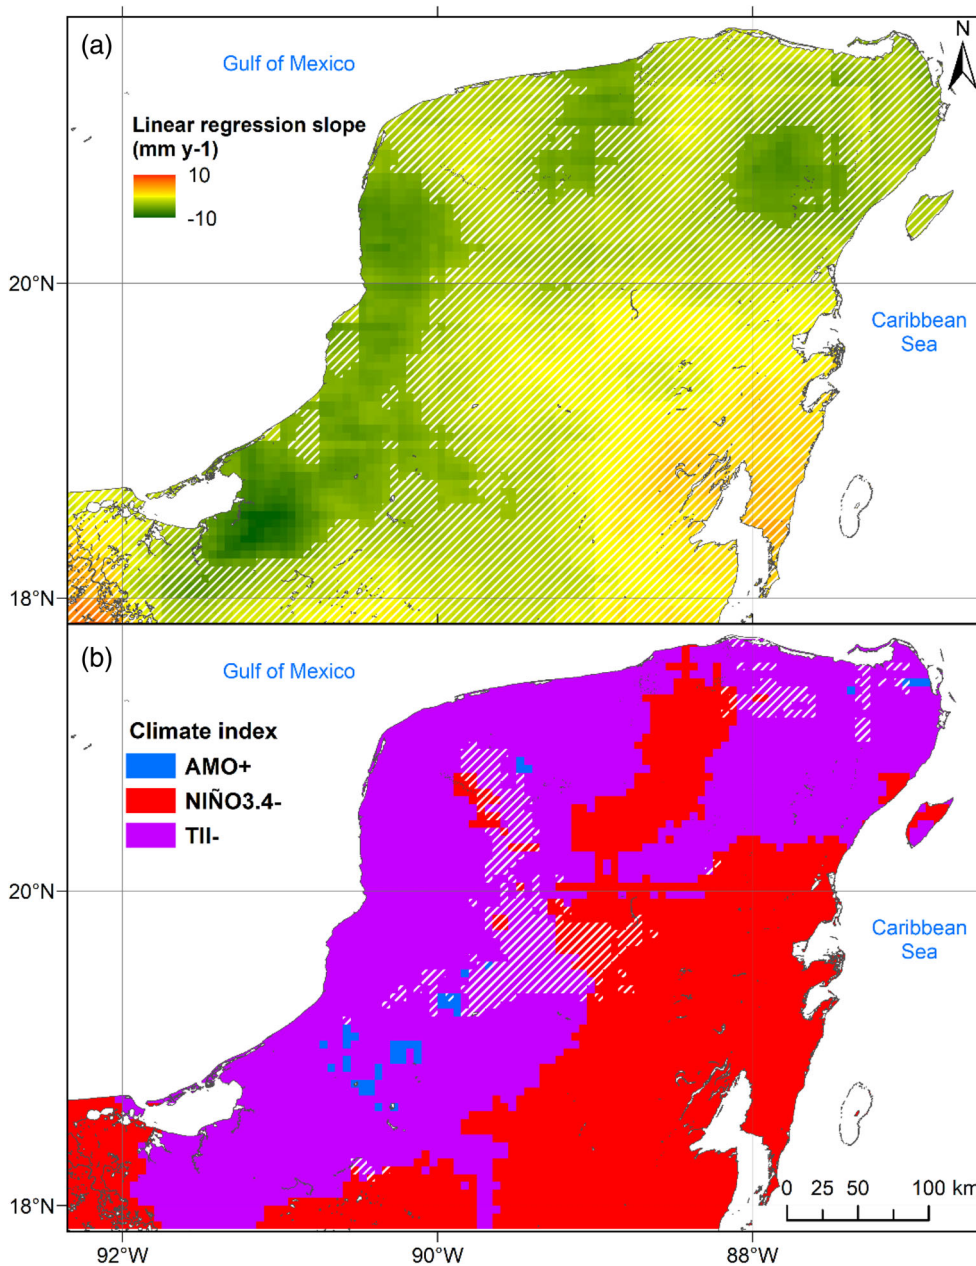 (a)
Gulf of Mexico
N
Linear regression slope
(mm y-1)
10
-10
20°N
Caribbean
Sea
18°N
(b)
Gulf of Mexico
Climate index
AMO+
NIÑO3.4-
TII-
20°N
Caribbean
Sea
18°N
0 25 50 100 km
92°W 90°W 88°W